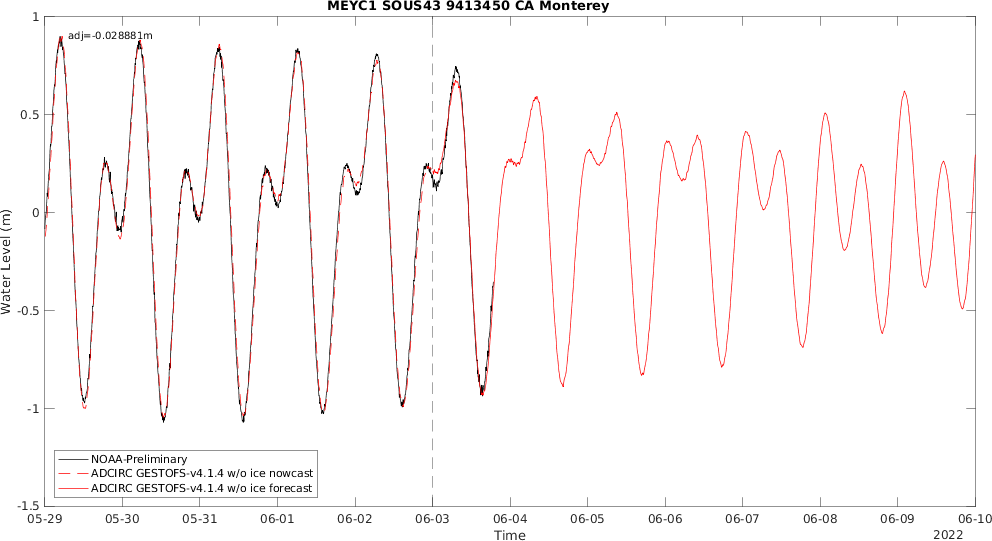 MEYC1 SOUS43 9413450 CA Monterey
adj=-0.028881m
1
0.5
0
-0.5
-1
-1.5
Water Level (m)
NOAA-Preliminary
ADCIRC GESTOFS-v4.1.4 w/o ice nowcast
ADCIRC GESTOFS-v4.1.4 w/o ice forecast
05-29 05-30 05-31 06-01 06-02 06-03 06-04 06-05 06-06 06-07 06-08 06-09 06-10
Time
2022